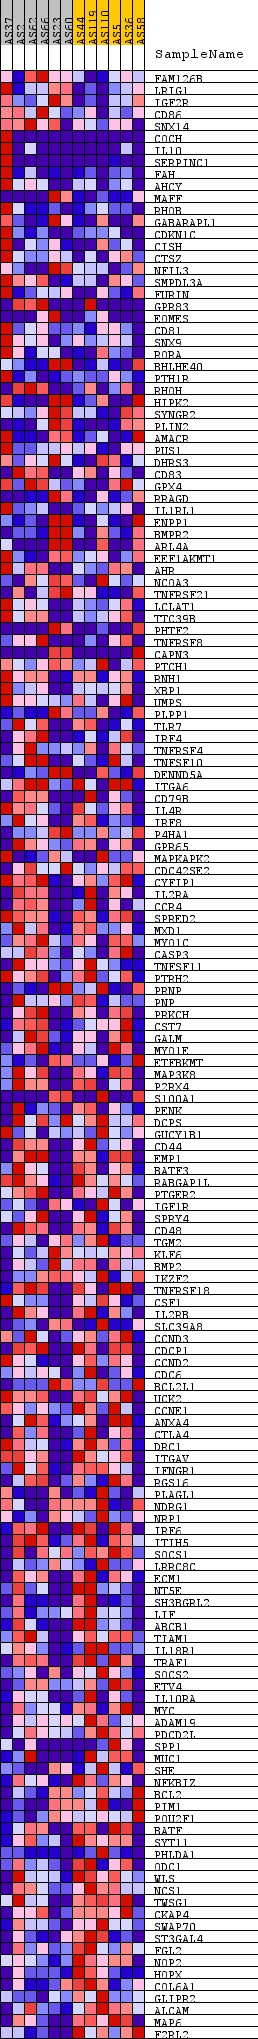 AS37
AS2
AS62
AS66
AS23
AS60
AS44
AS119
AS110
AS5
AS36
AS58
SampleName
FAM126B
LRIG1
IGF2R
CD86
SNX14
COCH
IL10
SERPINC1
FAH
AHCY
MAFF
RHOB
GABARAPL1
CDKN1C
CISH
CTSZ
NFIL3
SMPDL3A
FURIN
GPR83
EOMES
CD81
SNX9
RORA
BHLHE40
PTH1R
RHOH
HIPK2
SYNGR2
PLIN2
AMACR
PUS1
DHRS3
CD83
GPX4
RRAGD
IL1RL1
ENPP1
BMPR2
ARL4A
EEF1AKMT1
AHR
NCOA3
TNFRSF21
LCLAT1
TTC39B
PHTF2
TNFRSF8
CAPN3
PTCH1
RNH1
XBP1
UMPS
PLPP1
TLR7
IRF4
TNFRSF4
TNFSF10
DENND5A
ITGA6
CD79B
IL4R
IRF8
P4HA1
GPR65
MAPKAPK2
CDC42SE2
CYFIP1
IL2RA
CCR4
SPRED2
MXD1
MYO1C
CASP3
TNFSF11
PTRH2
PRNP
PNP
PRKCH
CST7
GALM
MYO1E
ETFBKMT
MAP3K8
P2RX4
S100A1
PENK
DCPS
GUCY1B1
CD44
EMP1
BATF3
RABGAP1L
PTGER2
IGF1R
SPRY4
CD48
TGM2
KLF6
BMP2
IKZF2
TNFRSF18
CSF1
IL2RB
SLC39A8
CCND3
CDCP1
CCND2
CDC6
BCL2L1
UCK2
CCNE1
ANXA4
CTLA4
DRC1
ITGAV
IFNGR1
RGS16
PLAGL1
NDRG1
NRP1
IRF6
ITIH5
SOCS1
LRRC8C
ECM1
NT5E
SH3BGRL2
LIF
ABCB1
TIAM1
IL18R1
TRAF1
SOCS2
ETV4
IL10RA
MYC
ADAM19
PDCD2L
SPP1
MUC1
SHE
NFKBIZ
BCL2
PIM1
POU2F1
BATF
SYT11
PHLDA1
ODC1
WLS
NCS1
TWSG1
CKAP4
SWAP70
ST3GAL4
FGL2
NOP2
HOPX
COL6A1
GLIPR2
ALCAM
MAP6
F2RL2